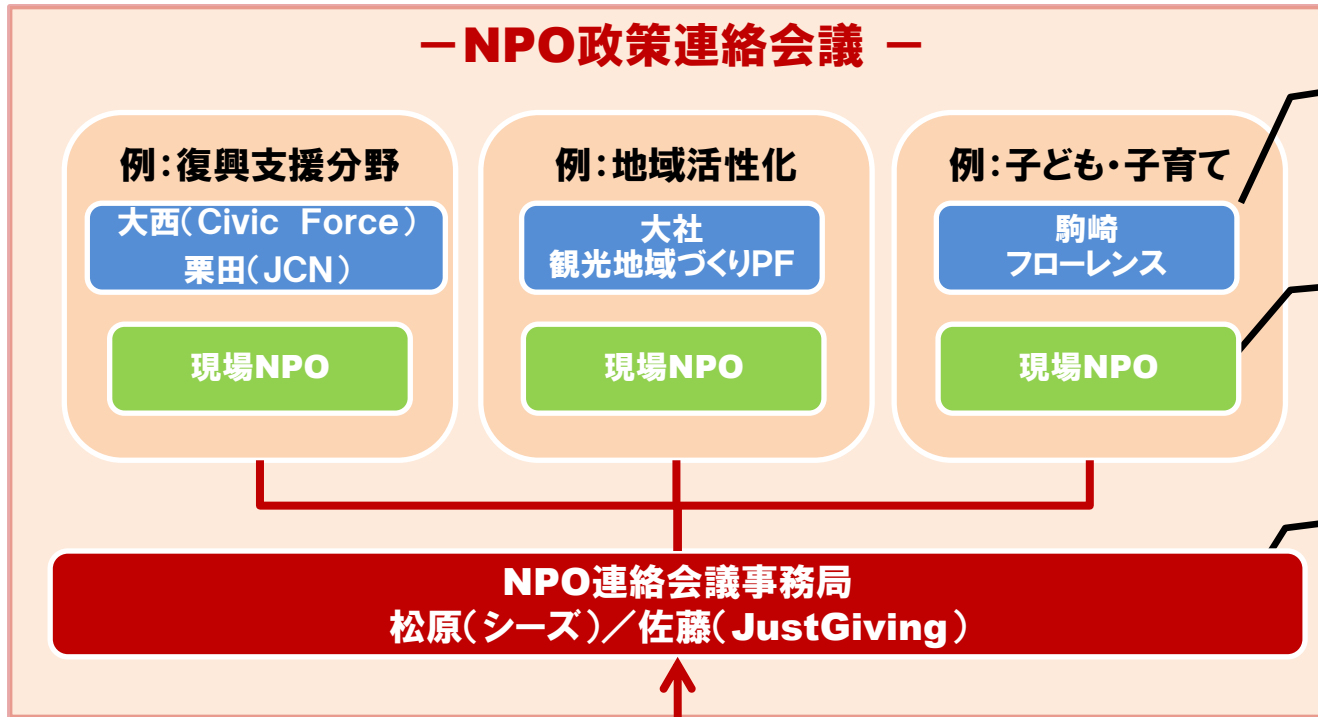 －NPO政策連絡会議 －
例：復興支援分野
大西（Civic Force）
栗田（JCN）
現場NPO
例：地域活性化
大社
観光地域づくりPF
現場NPO
例：子ども・子育て
駒崎
フローレンス
現場NPO
NPO連絡会議事務局
松原（シーズ）／佐藤（JustGiving）